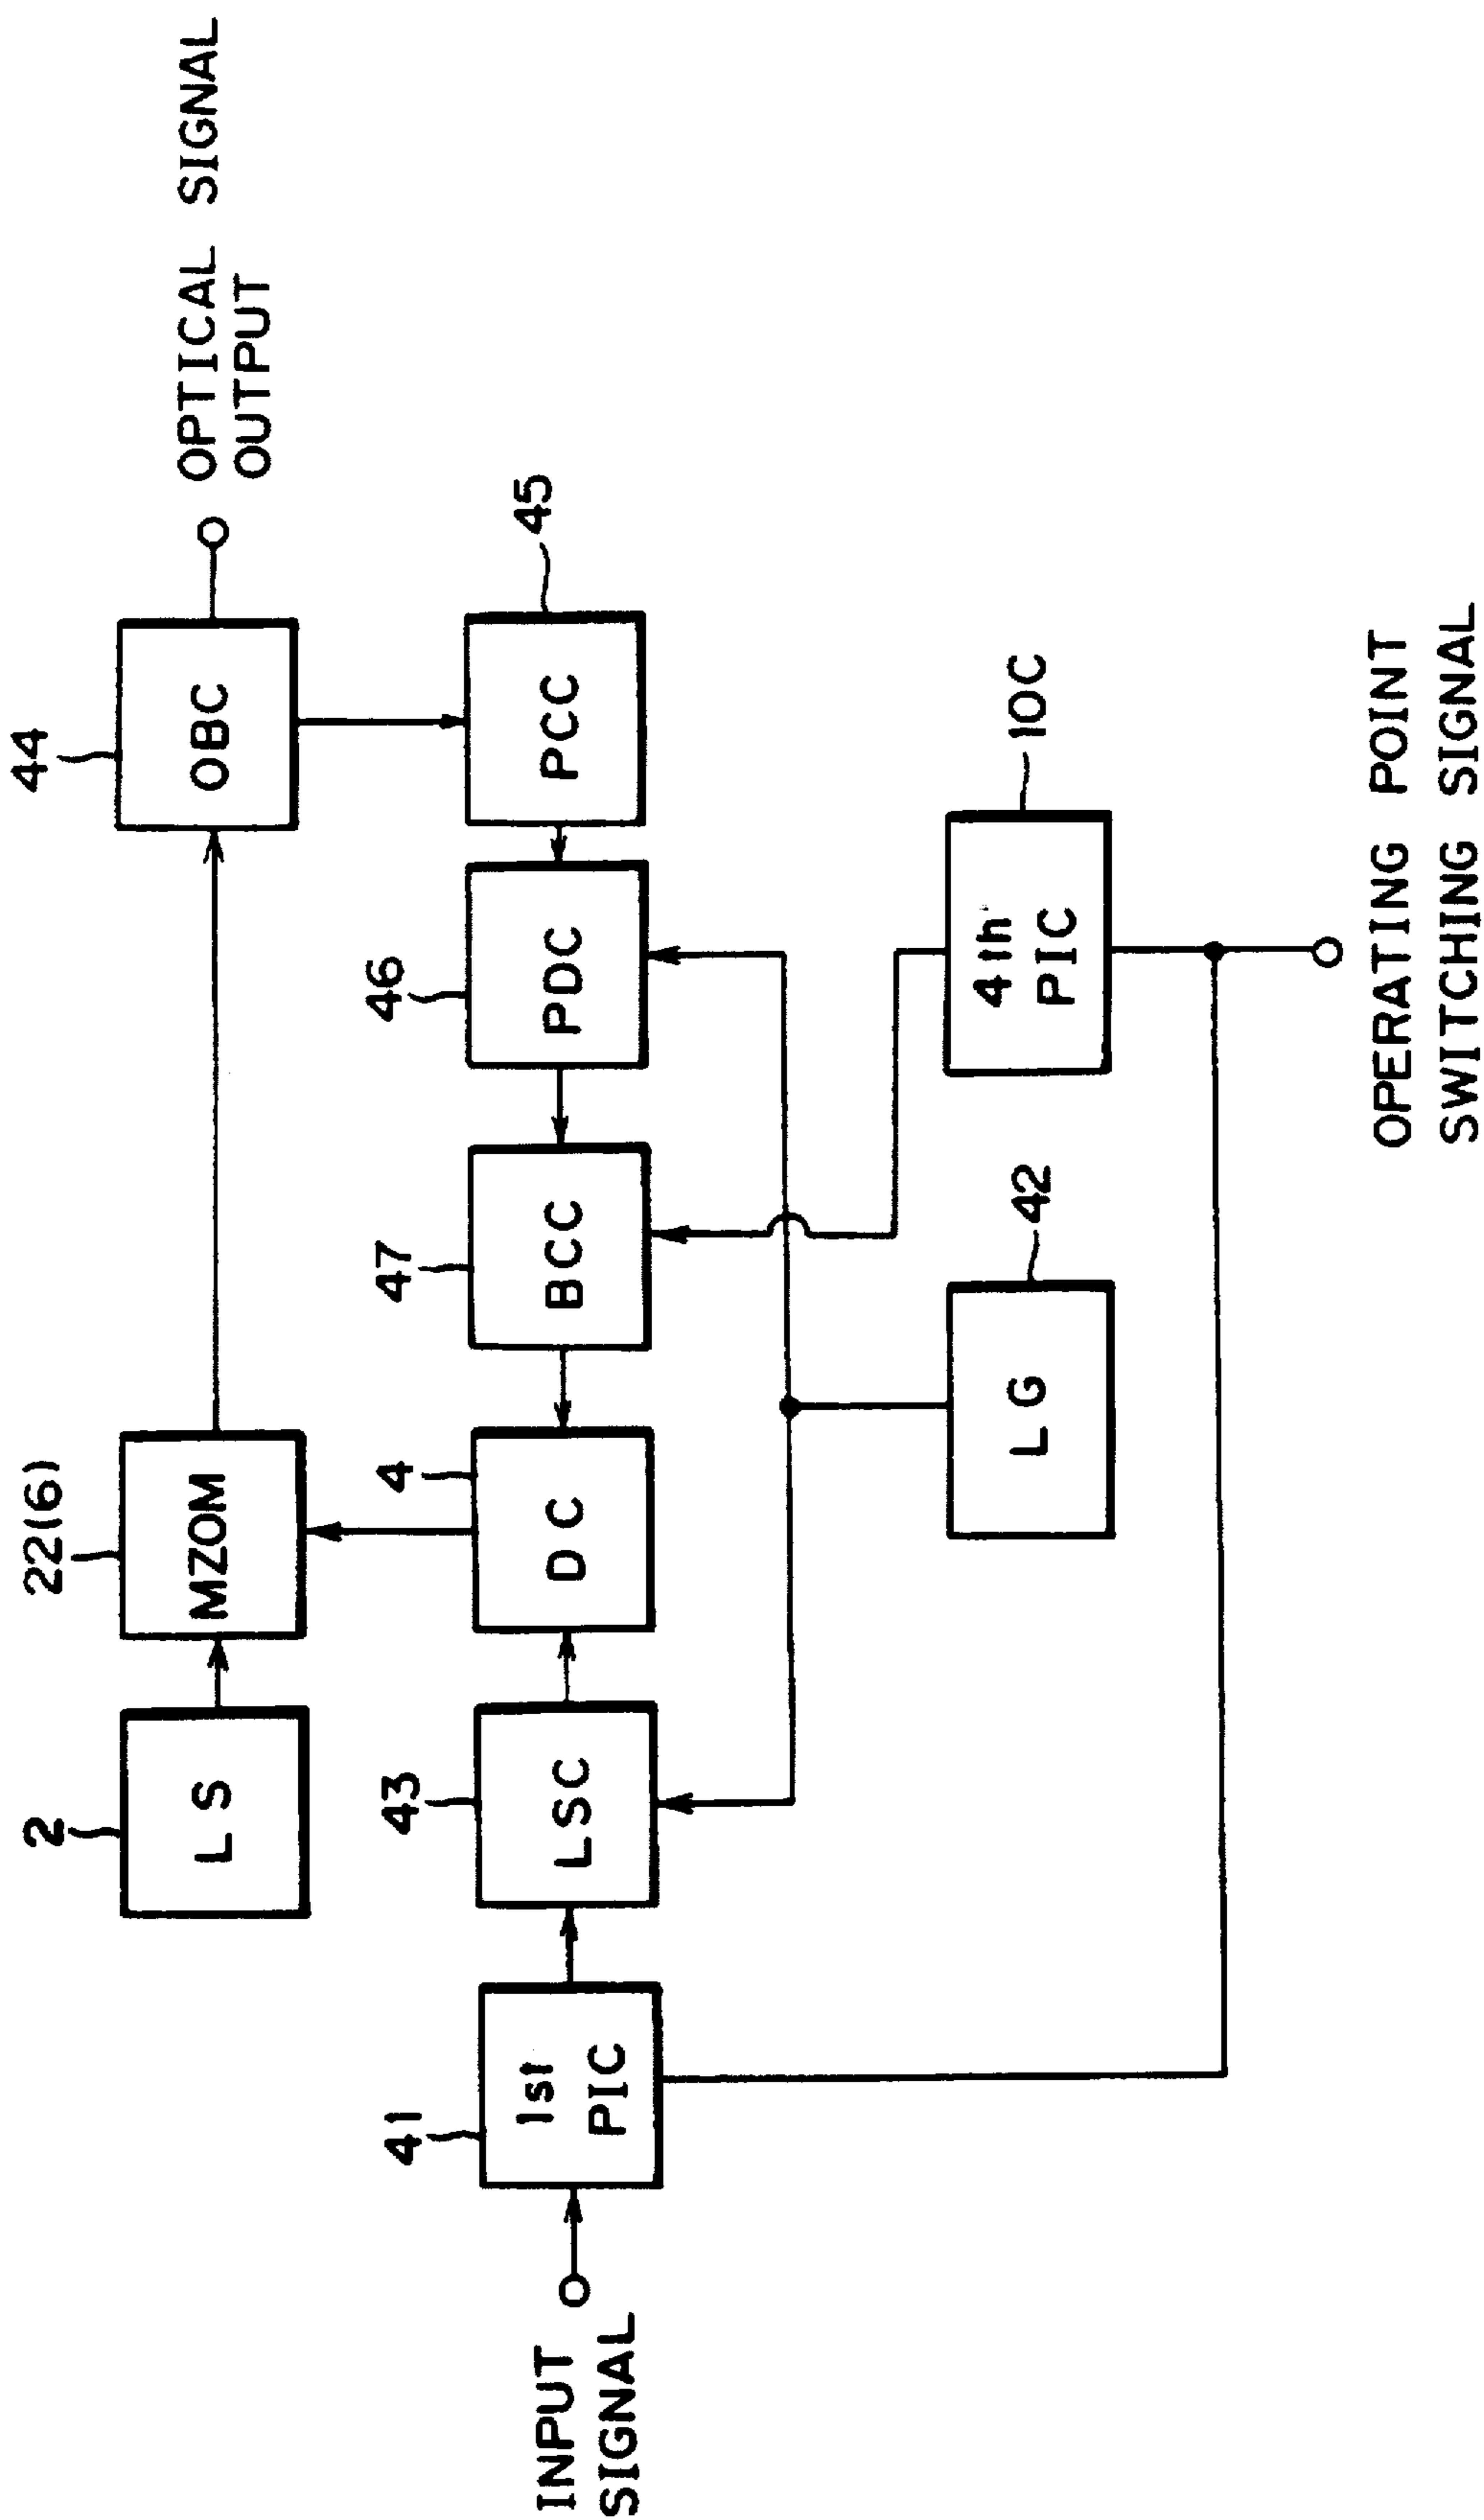 2
22(6)
44
LS
MZOM
OBC
OPTICAL SIGNAL
OUTPUT
41
43
4
47
46
45
INPUT
SIGNAL
1st
PIC
LSC
DC
BCC
PDC
PCC
42
10C
LG
4th
PIC
OPERATING POINT
SWITCHING SIGNAL